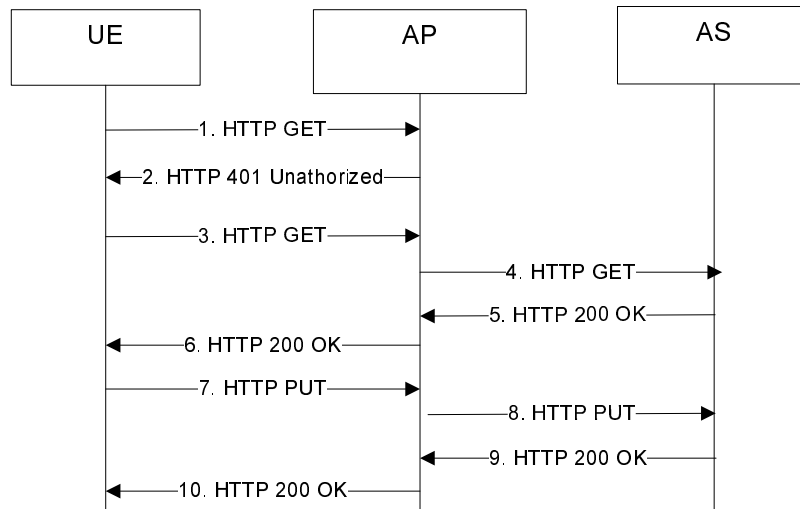 UE
AP
AS
1. HTTP GET
2. HTTP 401 Unathorized
3. HTTP GET
4. HTTP GET
5. HTTP 200 OK
6. HTTP 200 OK
7. HTTP PUT
8. HTTP PUT
9. HTTP 200 OK
10. HTTP 200 OK